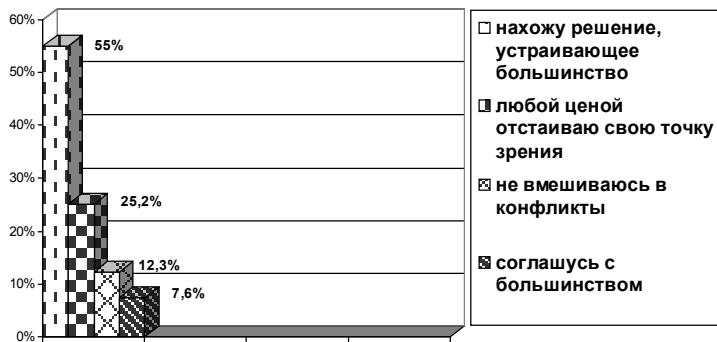 60%
50%
40%
30%
20%
10%
0%
55%
25,2%
12,3%
7,6%
нахожу решение,
устраивающее
большинство
любой ценой
отстаиваю свою точку
зрения
не вмешиваюсь в
конфликты
соглашусь с
большинством